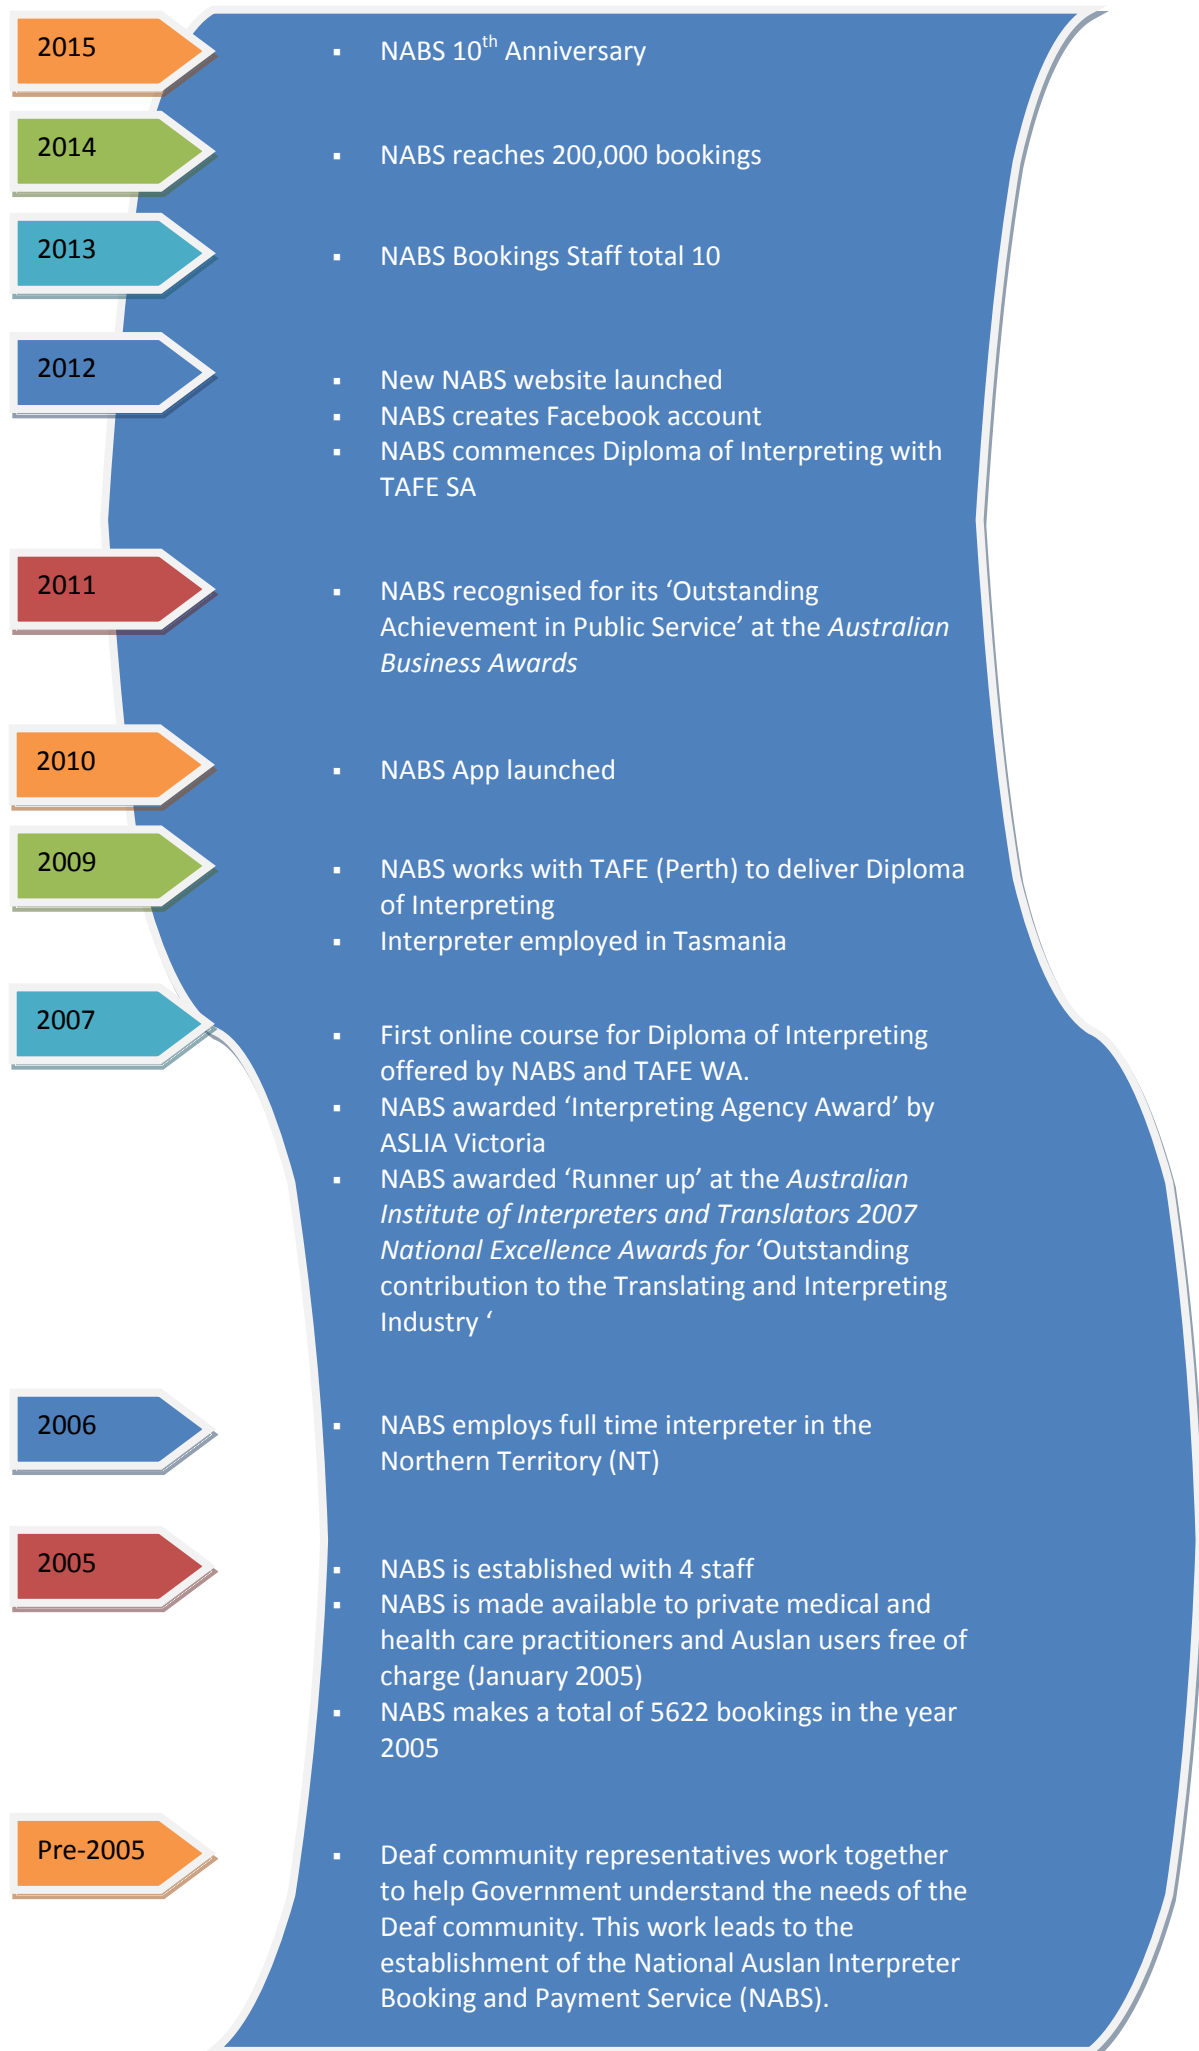 2015
▪ NABS 10th Anniversary
2014
▪ NABS reaches 200,000 bookings
2013
▪ NABS Bookings Staff total 10
2012
▪ New NABS website launched
▪ NABS creates Facebook account
▪ NABS commences Diploma of Interpreting with
TAFE SA
2011
▪ NABS recognised for its ‘Outstanding
Achievement in Public Service’ at the Australian
Business Awards
2010
▪ NABS App launched
2009
▪ NABS works with TAFE (Perth) to deliver Diploma
of Interpreting
▪ Interpreter employed in Tasmania
2007
▪ First online course for Diploma of Interpreting
offered by NABS and TAFE WA.
▪ NABS awarded ‘Interpreting Agency Award’ by
ASLIA Victoria
▪ NABS awarded ‘Runner up’ at the Australian
Institute of Interpreters and Translators 2007
National Excellence Awards for ‘Outstanding
contribution to the Translating and Interpreting
Industry ‘
2006
▪ NABS employs full time interpreter in the
Northern Territory (NT)
2005
▪ NABS is established with 4 staff
▪ NABS is made available to private medical and
health care practitioners and Auslan users free of
charge (January 2005)
▪ NABS makes a total of 5622 bookings in the year
2005
Pre-2005
▪ Deaf community representatives work together
to help Government understand the needs of the
Deaf community. This work leads to the
establishment of the National Auslan Interpreter
Booking and Payment Service (NABS).